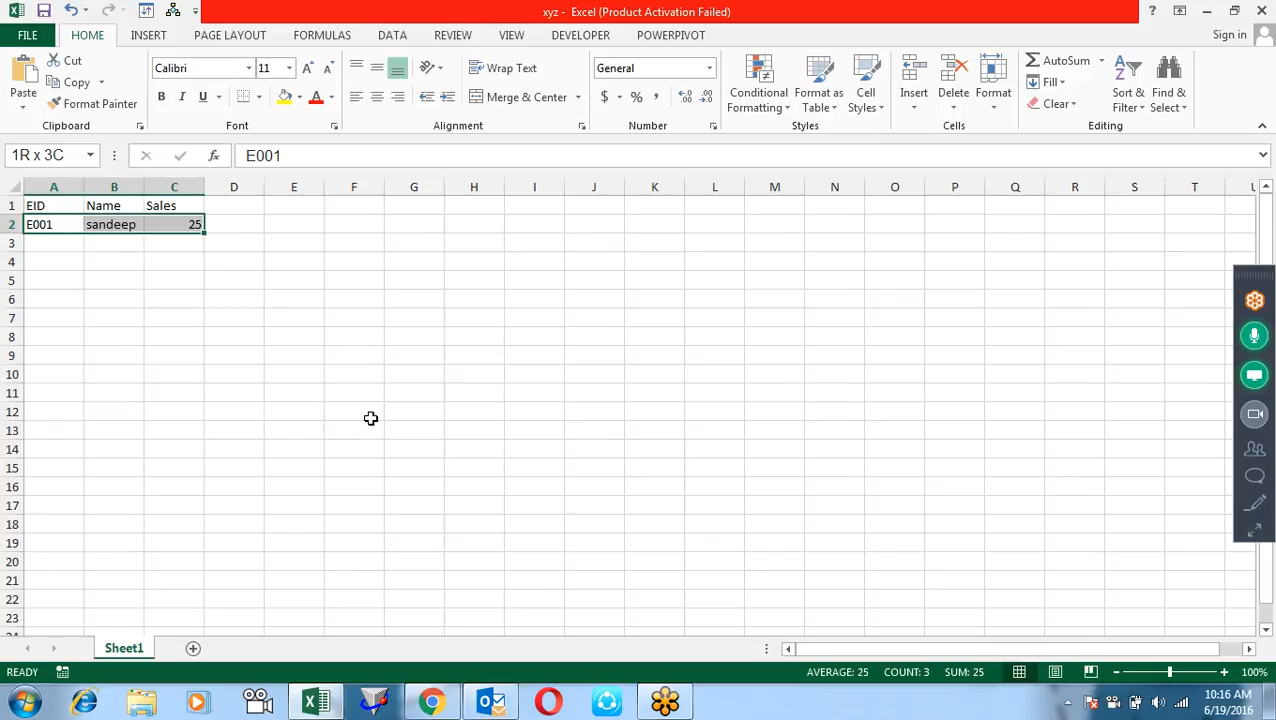 xyz - Excel (Product Activation Failed)
?
FILE HOME INSERT PAGE LAYOUT FORMULAS DATA REVIEW VIEW DEVELOPER POWERPIVOT Sign in
Paste
Cut
Copy
Format Painter
Clipboard
Calibri 11
B I U
Font
Wrap Text
Merge & Center
Alignment
General
$ % ,
Number
Conditional Formatting
Format as Table
Cell Styles
Styles
Insert Delete Format
Cells
AutoSum
Fill
Clear
Sort & Filter
Find & Select
Editing
1R x 3C fx E001
A B C D E F G H I J K L M N O P Q R S T U
1 EID Name Sales
2 E001 sandeep 25
3
4
5
6
7
8
9
10
11
12
13
14
15
16
17
18
19
20
21
22
23
24
Sheet1
READY AVERAGE: 25 COUNT: 3 SUM: 25 100%
10:16 AM
6/19/2016